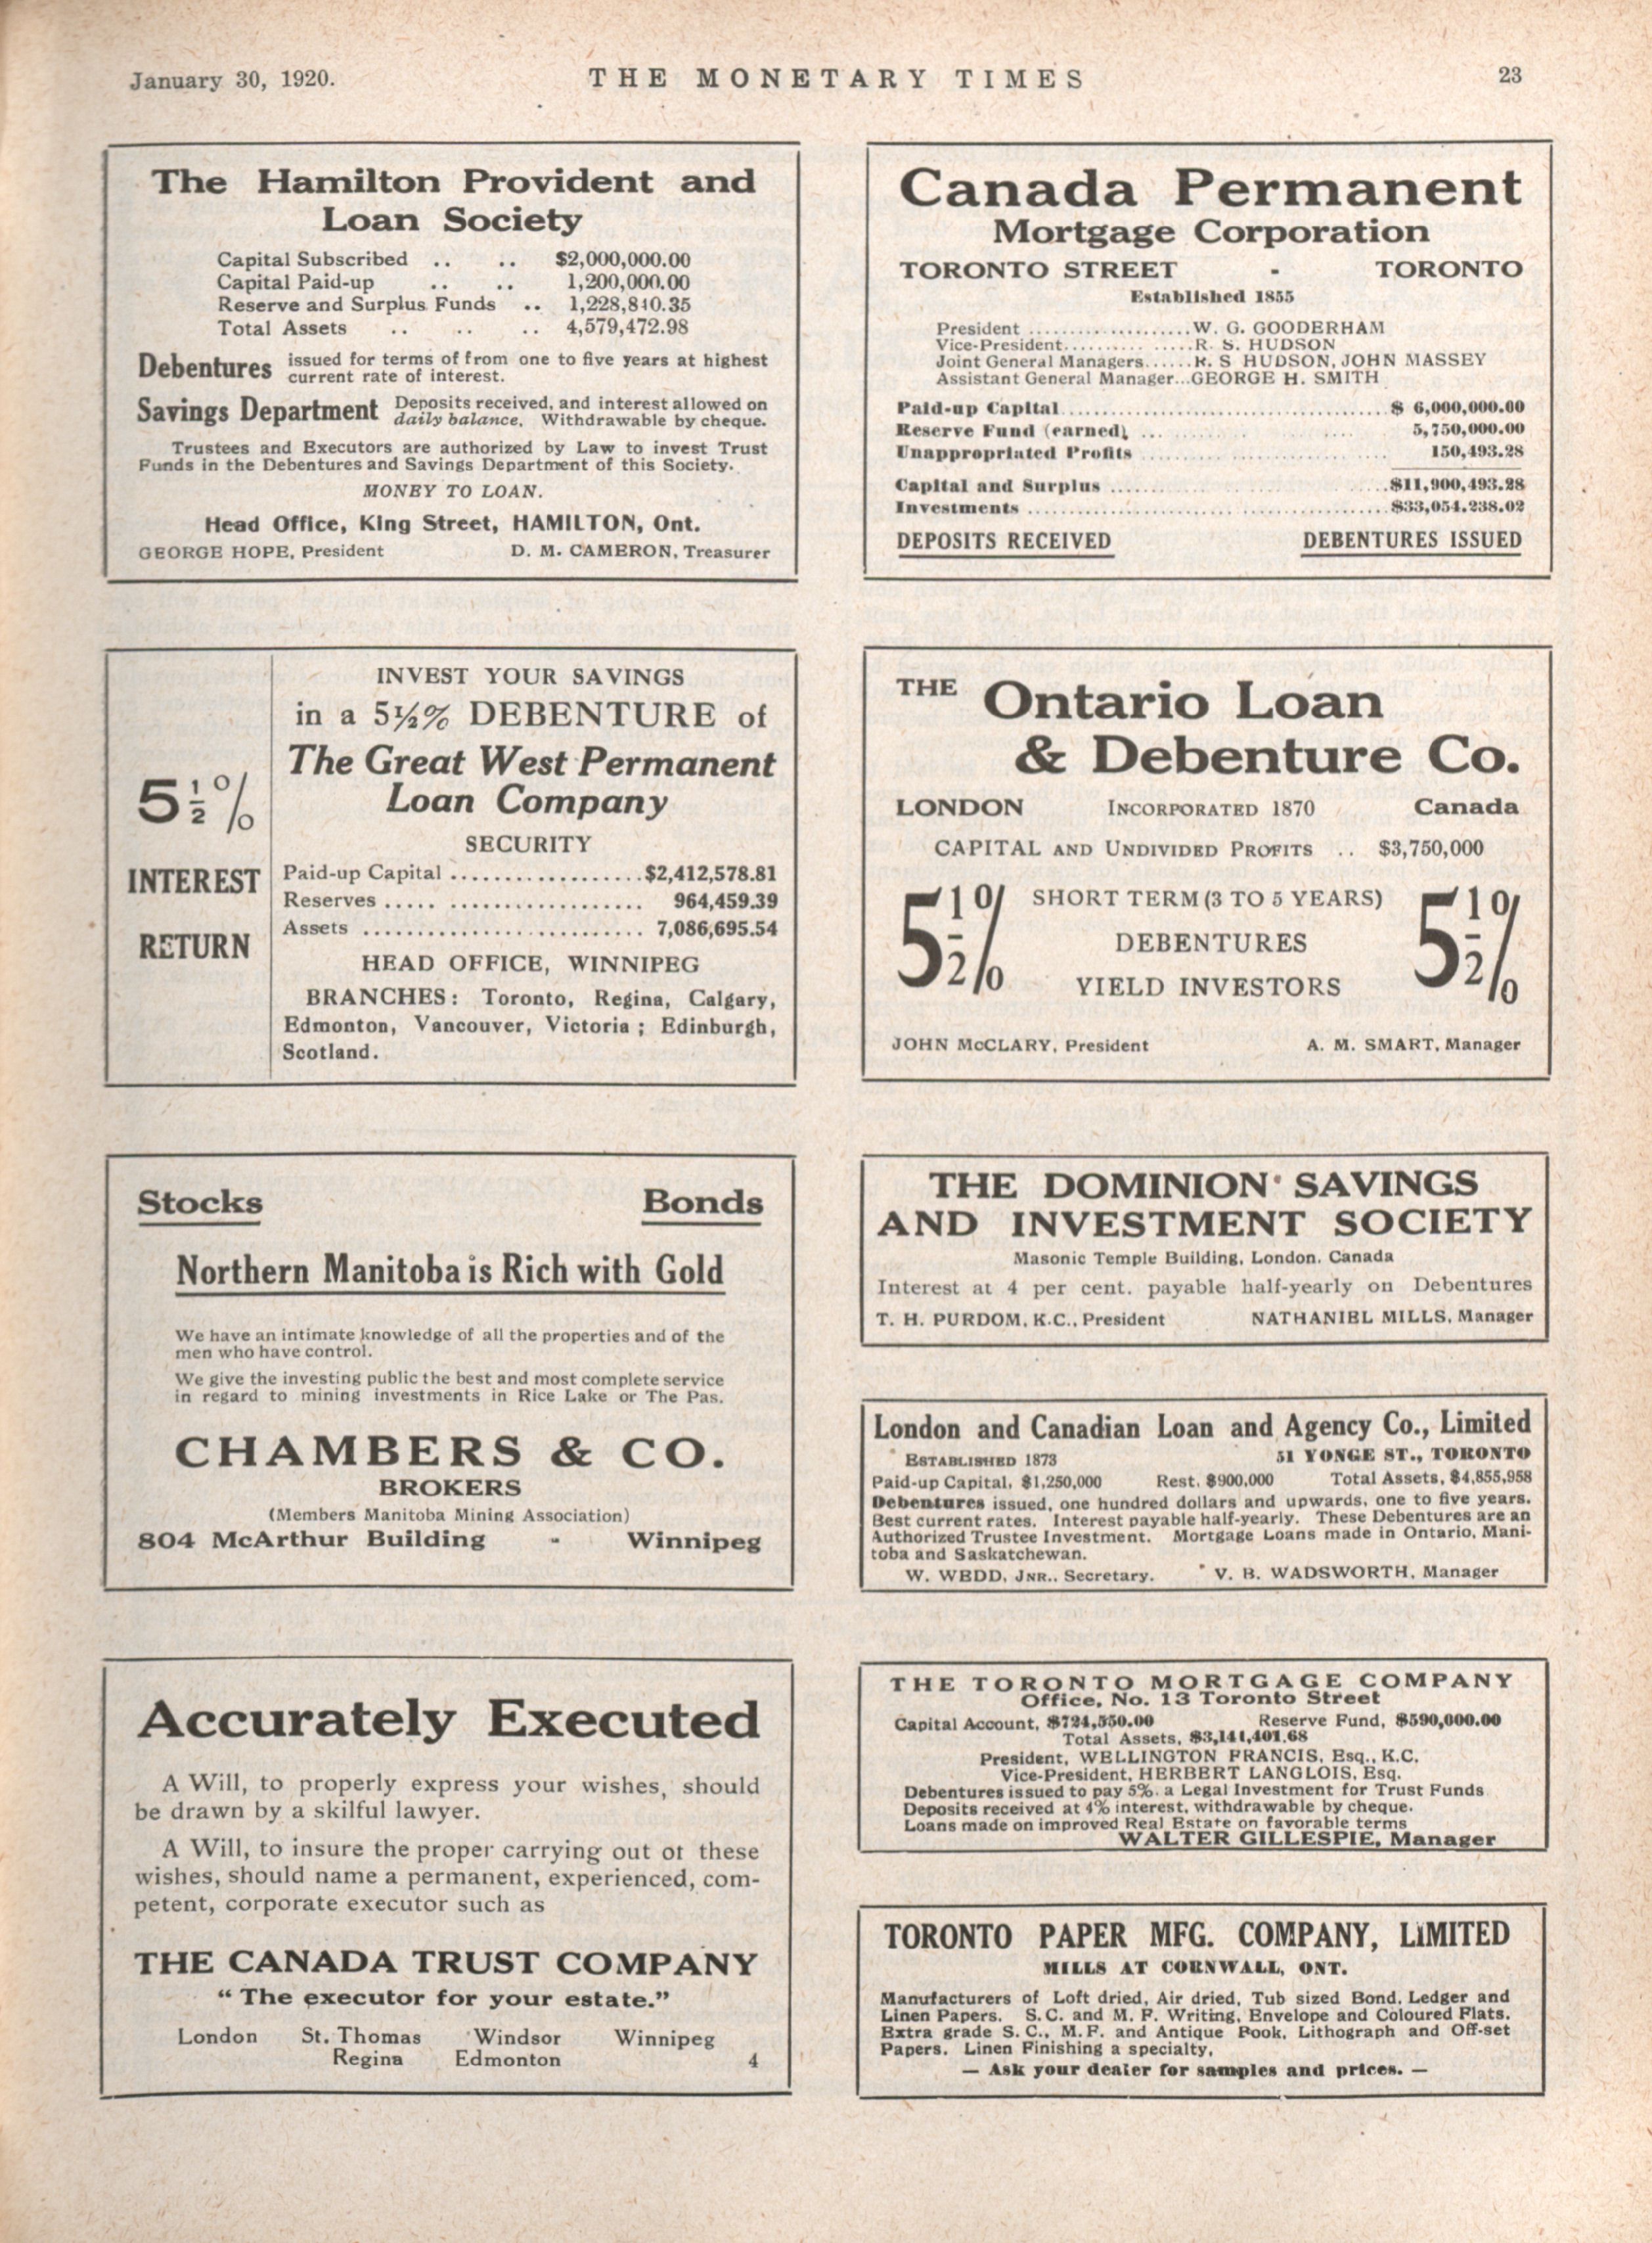 January 30, 1920.
THE MONETARY TIMES
23
The Hamilton Provident and
Loan Society
Capital Subscribed .. .. $2,000,000.00
Capital Paid-up .. .. 1,200,000.00
Reserve and Surplus Funds .. 1,228,810.35
Total Assets .. .. .. 4,579,472.98
Debentures issued for terms of from one to five years at highest
current rate of interest.
Savings Department Deposits received, and interest allowed on
daily balance. Withdrawable by cheque.
Trustees and Executors are authorized by Law to invest Trust
Funds in the Debentures and Savings Department of this Society.
MONEY TO LOAN.
Head Office, King Street, HAMILTON, Ont.
GEORGE HOPE, President D. M. CAMERON, Treasurer
INVEST YOUR SAVINGS
in a 5½% DEBENTURE of
The Great West Permanent
Loan Company
SECURITY
Paid-up Capital .................. $2,412,578.81
Reserves ..... .................. 964,459.39
Assets .......................... 7,086,695.54
HEAD OFFICE, WINNIPEG
BRANCHES: Toronto, Regina, Calgary,
Edmonton, Vancouver, Victoria; Edinburgh,
Scotland.
5½%
INTEREST
RETURN
Stocks Bonds
Northern Manitoba is Rich with Gold
We have an intimate knowledge of all the properties and of the
men who have control.
We give the investing public the best and most complete service
in regard to mining investments in Rice Lake or The Pas.
CHAMBERS & CO.
BROKERS
(Members Manitoba Mining Association)
804 McArthur Building - Winnipeg
Accurately Executed
A Will, to properly express your wishes, should
be drawn by a skilful lawyer.
A Will, to insure the proper carrying out of these
wishes, should name a permanent, experienced, com-
petent, corporate executor such as
THE CANADA TRUST COMPANY
"The executor for your estate."
London St. Thomas Windsor Winnipeg
Regina Edmonton 4
Canada Permanent
Mortgage Corporation
TORONTO STREET - TORONTO
Established 1855
President ................... W. G. GOODERHAM
Vice-President............... R. S. HUDSON
Joint General Managers...... R. S HUDSON, JOHN MASSEY
Assistant General Manager...GEORGE H. SMITH
Paid-up Capital.................................... $ 6,000,000.00
Reserve Fund (earned) ............ 5,750,000.00
Unappropriated Profits ............ 150,493.28
Capital and Surplus ............ $11,900,493.28
Investments .................................... $33,054.238.02
DEPOSITS RECEIVED DEBENTURES ISSUED
THE Ontario Loan
& Debenture Co.
LONDON INCORPORATED 1870 Canada
CAPITAL AND UNDIVIDED PROFITS .. $3,750,000
5½% SHORT TERM (3 TO 5 YEARS) 5½%
DEBENTURES
YIELD INVESTORS
JOHN McCLARY, President A. M. SMART, Manager
THE DOMINION SAVINGS
AND INVESTMENT SOCIETY
Masonic Temple Building, London, Canada
Interest at 4 per cent. payable half-yearly on Debentures
T. H. PURDOM, K.C., President NATHANIEL MILLS, Manager
London and Canadian Loan and Agency Co., Limited
ESTABLISHED 1873 51 YONGE ST., TORONTO
Paid-up Capital, $1,250,000 Rest, $900,000 Total Assets, $4,855,958
Debentures issued, one hundred dollars and upwards, one to five years.
Best current rates. Interest payable half-yearly. These Debentures are an
Authorized Trustee Investment. Mortgage Loans made in Ontario, Mani-
toba and Saskatchewan.
W. WEDD, JNR., Secretary. V. B. WADSWORTH, Manager
THE TORONTO MORTGAGE COMPANY
Office, No. 13 Toronto Street
Capital Account, $724,550.00 Reserve Fund, $590,000.00
Total Assets, $3,141,401.68
President, WELLINGTON FRANCIS, Esq., K.C.
Vice-President, HERBERT LANGLOIS, Esq.
Debentures issued to pay 5%. a Legal Investment for Trust Funds
Deposits received at 4% interest, withdrawable by cheque.
Loans made on improved Real Estate on favorable terms
WALTER GILLESPIE, Manager
TORONTO PAPER MFG. COMPANY, LIMITED
MILLS AT CORNWALL, ONT.
Manufacturers of Loft dried, Air dried, Tub sized Bond, Ledger and
Linen Papers. S.C. and M. F. Writing, Envelope and Coloured Flats.
Extra grade S. C., M. F. and Antique Book, Lithograph and Off-set
Papers. Linen Finishing a specialty.
— Ask your dealer for samples and prices. —